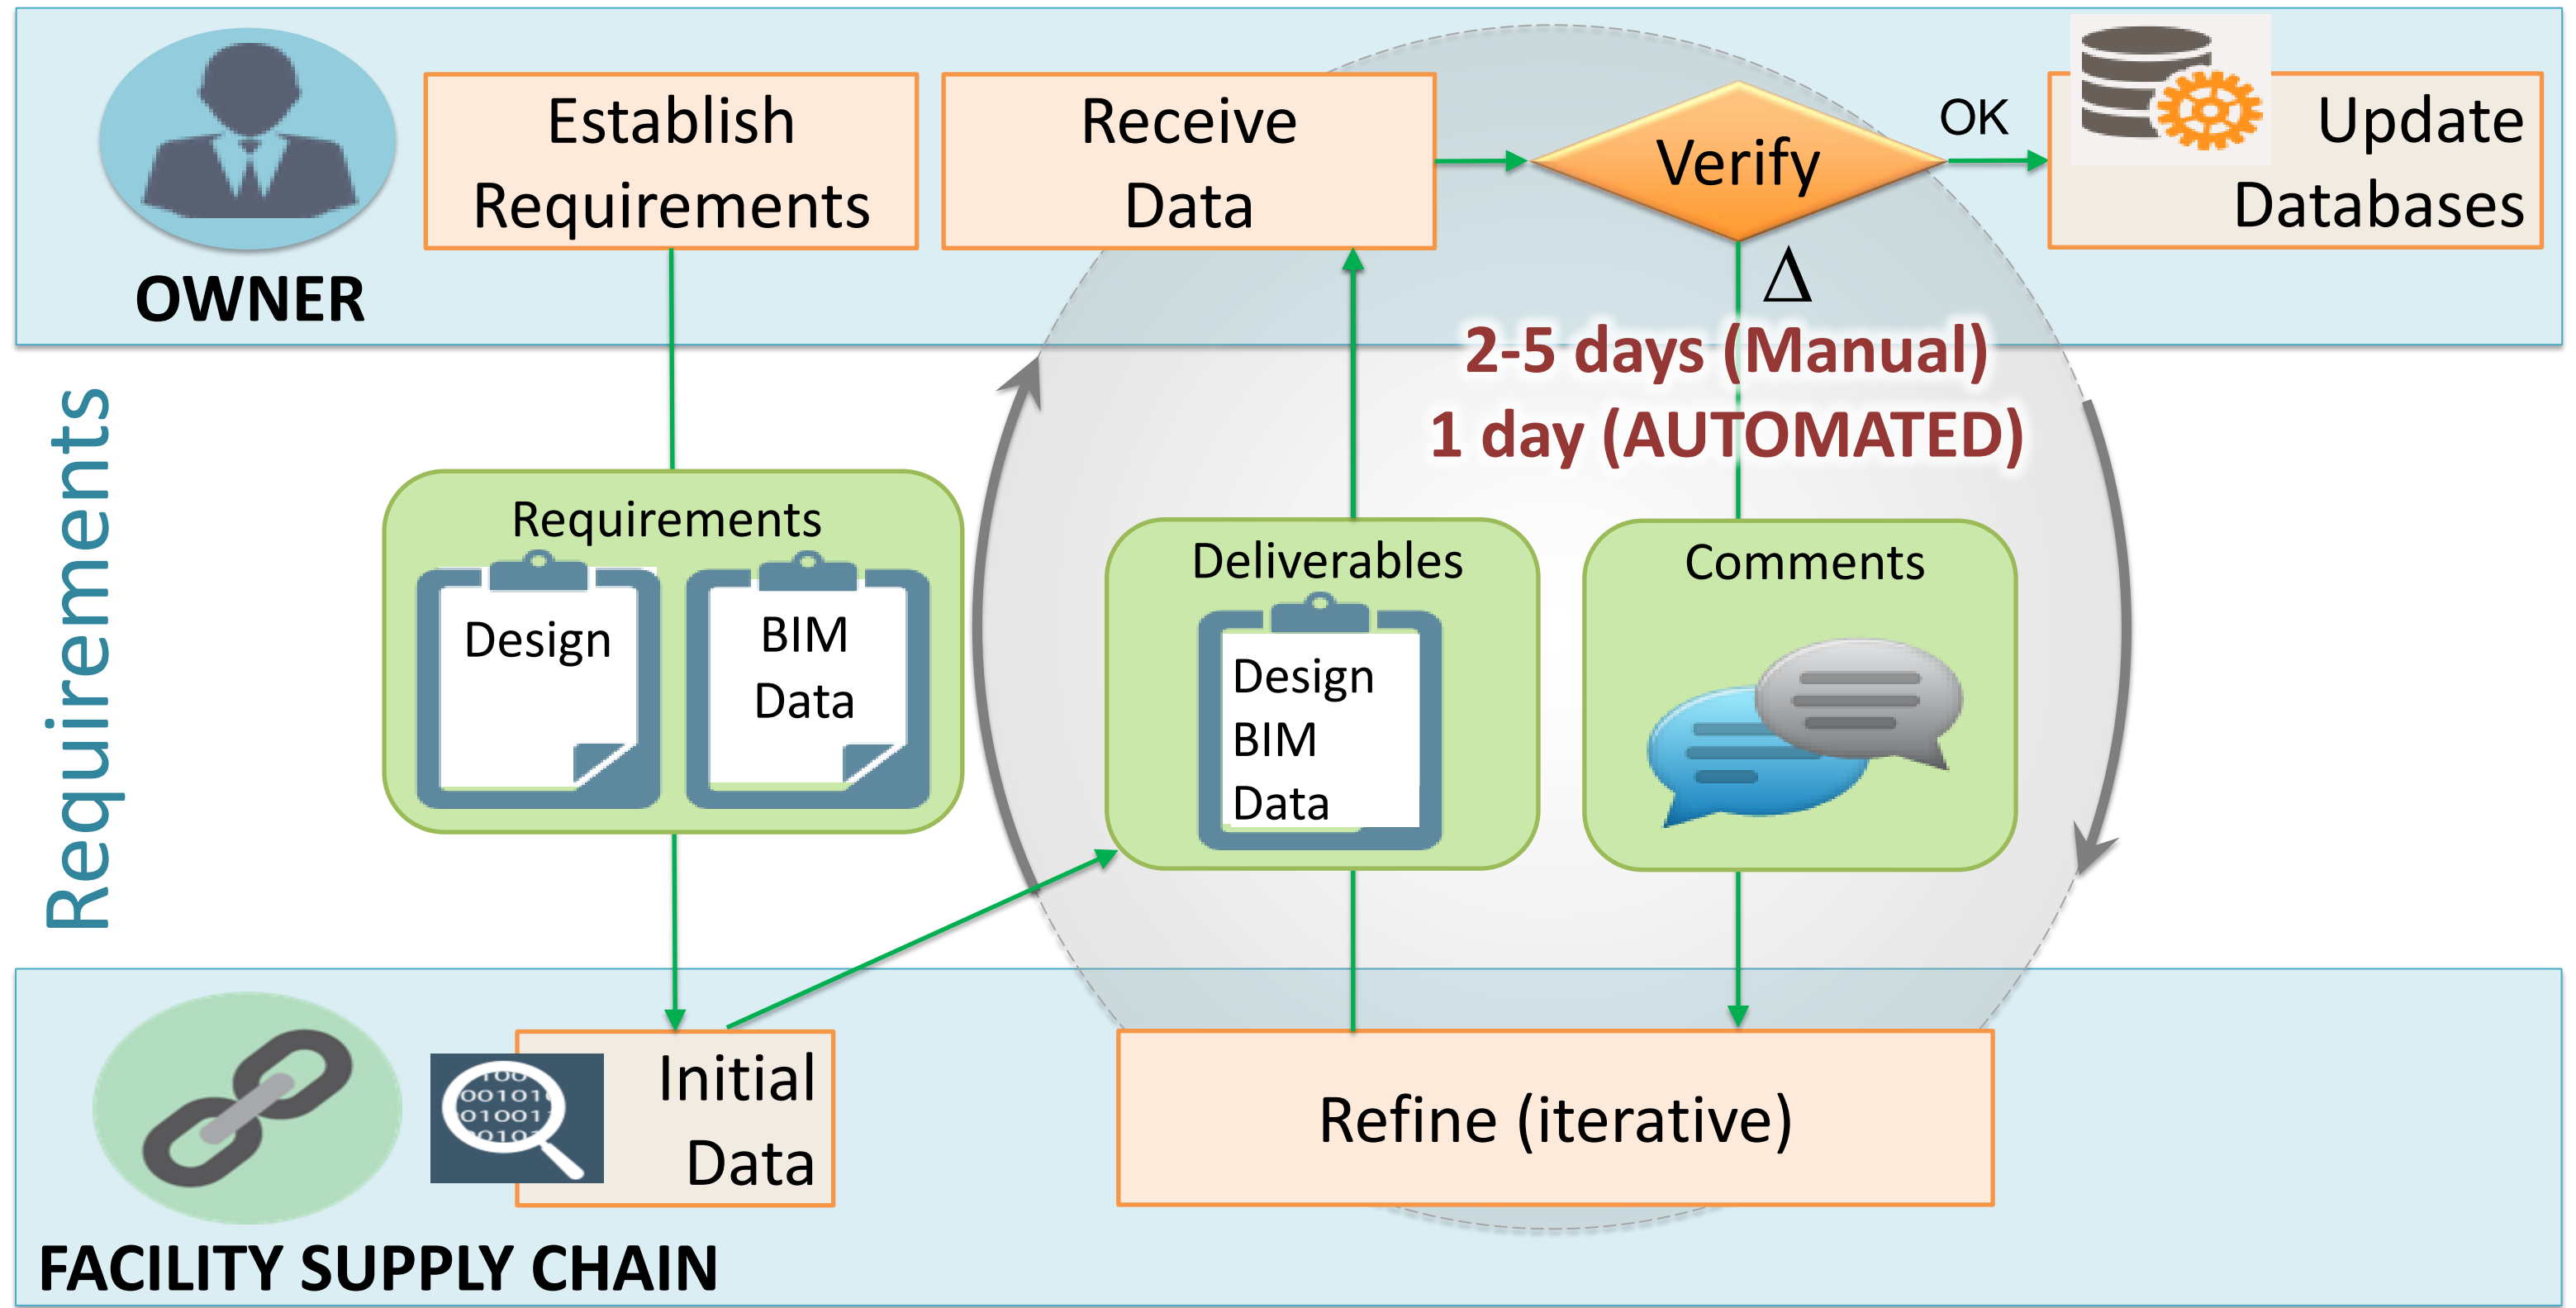 Establish
Requirements
Receive
Data
Verify
OK
Update
Databases
OWNER
Δ
2-5 days (Manual)
1 day (AUTOMATED)
Requirements
Requirements
Design
BIM
Data
Deliverables
Design
BIM
Data
Comments
Initial
Data
Refine (iterative)
FACILITY SUPPLY CHAIN